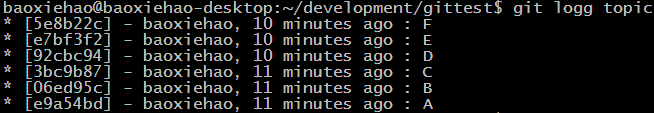 baoxiehao@baoxiehao-desktop:~/development/gittest$ git logg topic
* [5e8b22c] - baoxiehao, 10 minutes ago : F
* [e7bf3f2] - baoxiehao, 10 minutes ago : E
* [92cbc94] - baoxiehao, 10 minutes ago : D
* [3bc9b87] - baoxiehao, 11 minutes ago : C
* [06ed95c] - baoxiehao, 11 minutes ago : B
* [e9a54bd] - baoxiehao, 11 minutes ago : A